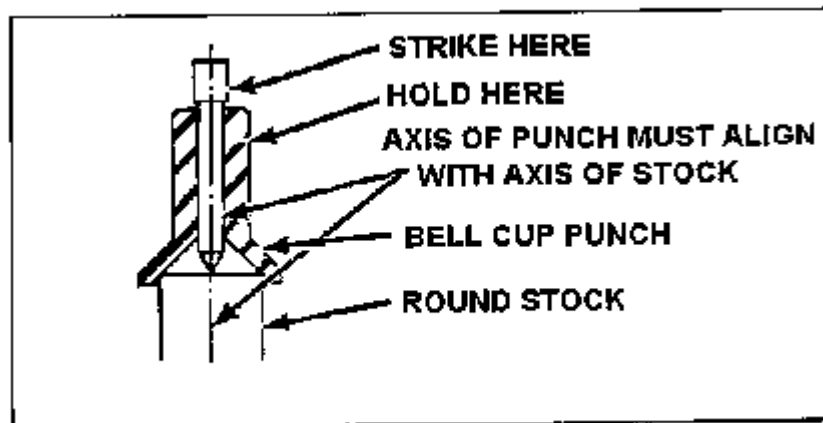 STRIKE HERE
HOLD HERE
AXIS OF PUNCH MUST ALIGN
WITH AXIS OF STOCK
BELL CUP PUNCH
ROUND STOCK